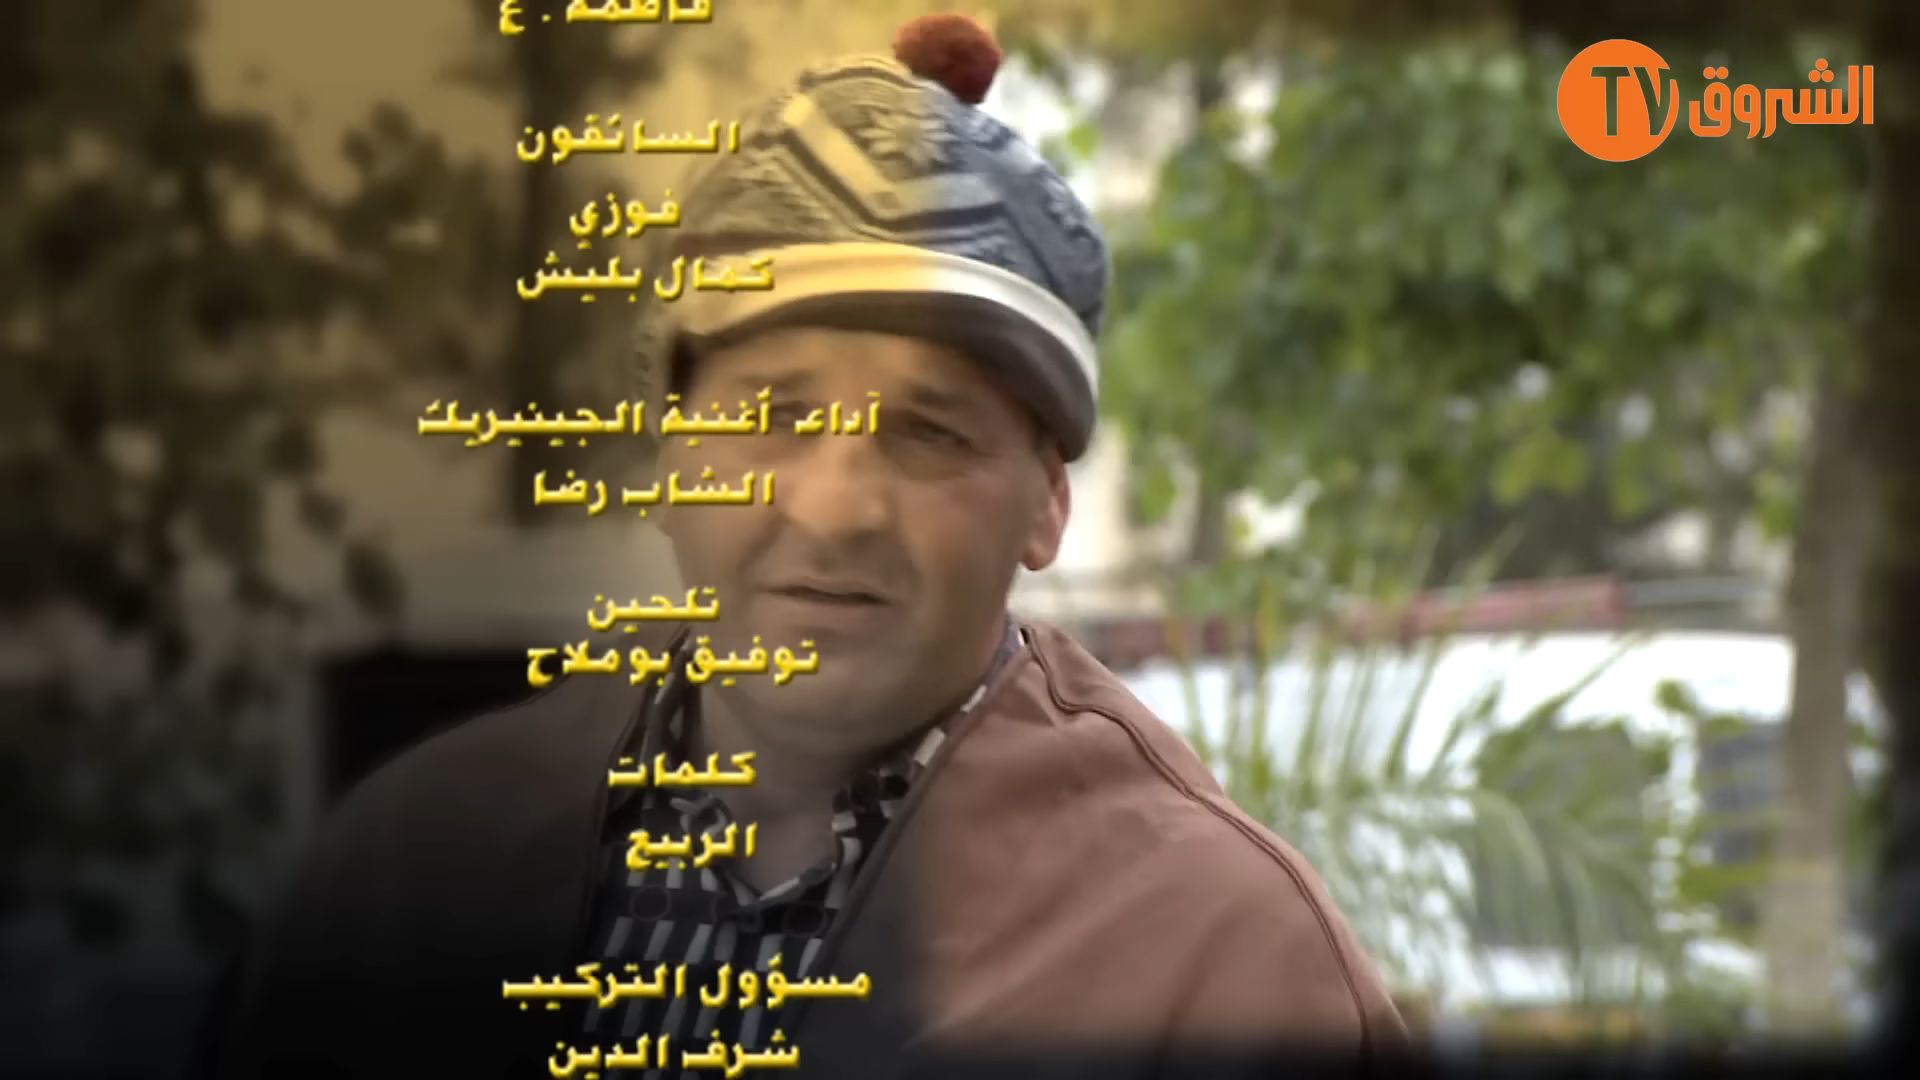 فاطمة . ع
TV الشروق
السائقون
فوزي
كمال بليش
آداء أغنية الجينيريك
الشاب رضا
تلحين
توفيق بوملاح
كلمات
الربيع
مسؤول التركيب
شرف الدين